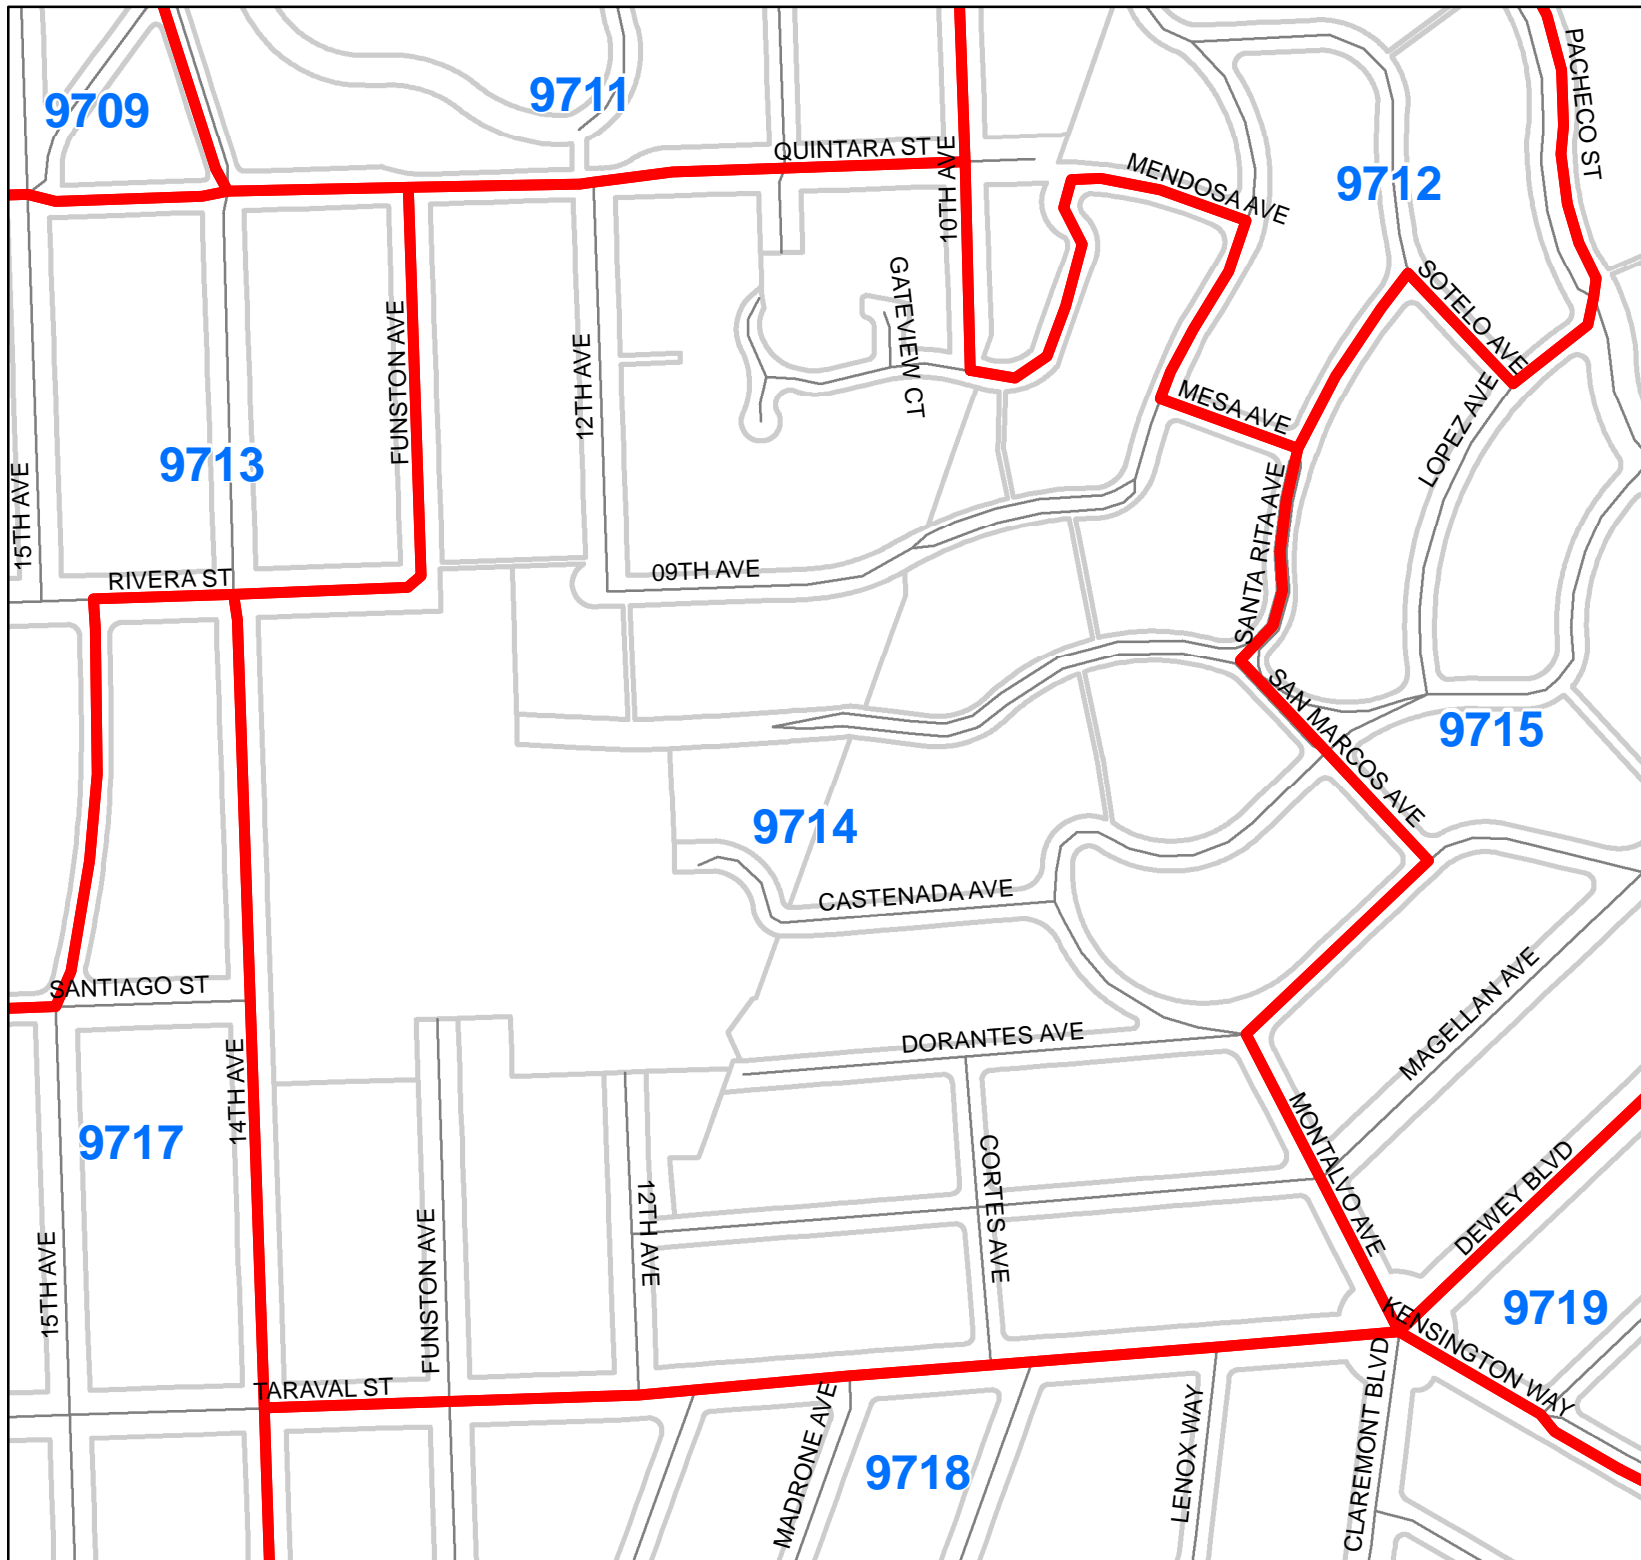 PACHECO ST
9711
9709
QUINTARA ST
10TH AVE
MENDOSA AVE
9712
GATEVIEW CT
SOTELO AVE
FUNSTON AVE
12TH AVE
MESA AVE
LOPEZ AVE
9713
15TH AVE
SANTA RITA AVE
RIVERA ST
09TH AVE
SAN MARCOS AVE
9715
9714
CASTENADA AVE
SANTIAGO ST
MAGELLAN AVE
DORANTES AVE
14TH AVE
9717
MONTALVO AVE
CORTES AVE
DEWEY BLVD
12TH AVE
FUNSTON AVE
15TH AVE
9719
KENSINGTON WAY
TARAVAL ST
MADRONE AVE
LENOX WAY
CLAREMONT BLVD
9718